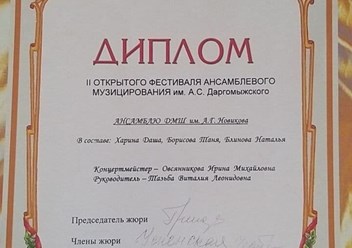 ДИПЛОМ
II ОТКРЫТОГО ФЕСТИВАЛЯ АНСАМБЛЕВОГО
МУЗИЦИРОВАНИЯ им. А.С. Даргомыжского
АНСАМБЛЮ ДМШ им. А.Г. Новикова
В составе: Харина Даша, Борисова Таня, Блинова Наталья
Концертмейстер – Овсянникова Ирина Михайловна
Руководитель – Тазьба Виталия Леонидовна
Председатель жюри
Члены жюри